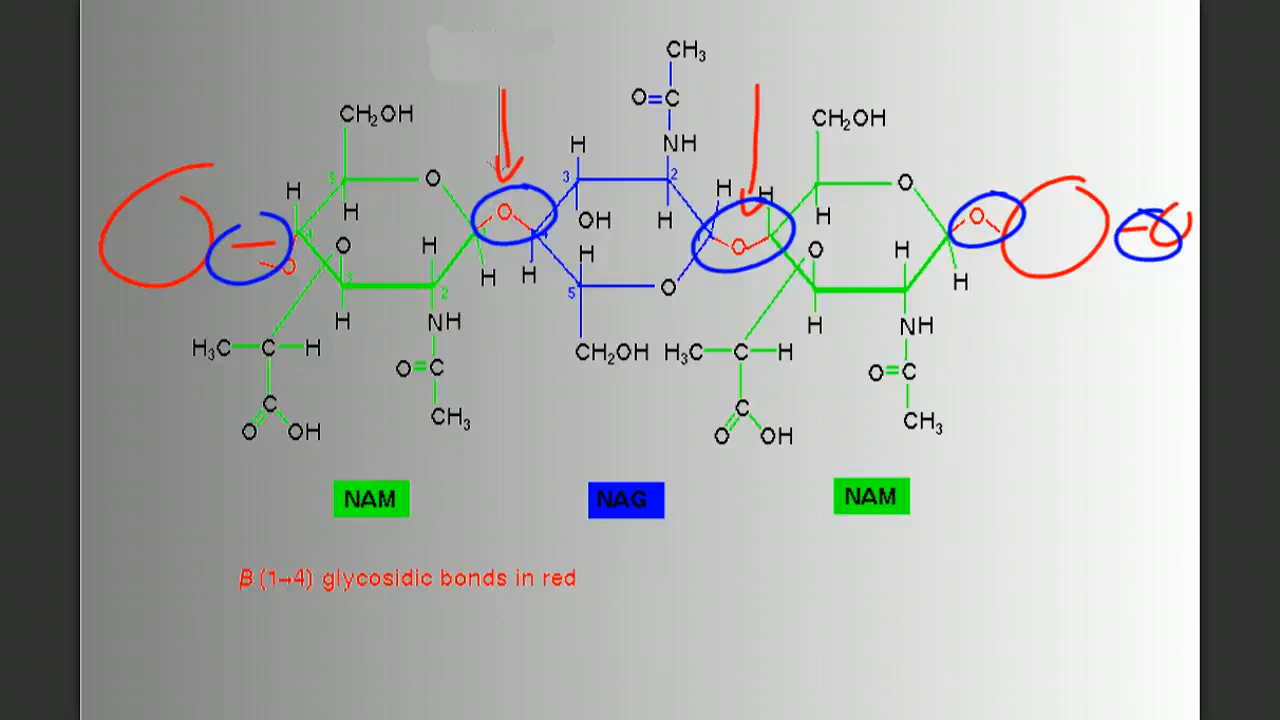 CH₃
O=C
CH₂OH NH CH₂OH
H 3 2 H
5 O H H O
H H OH H O H O
4 O H H O H H
O 3 2 H 5 O H
H NH CH₂OH H NH
H₃C C H O=C H₃C C H O=C
C CH₃ C CH₃
O OH O OH
NAM NAG NAM
β (1→4) glycosidic bonds in red